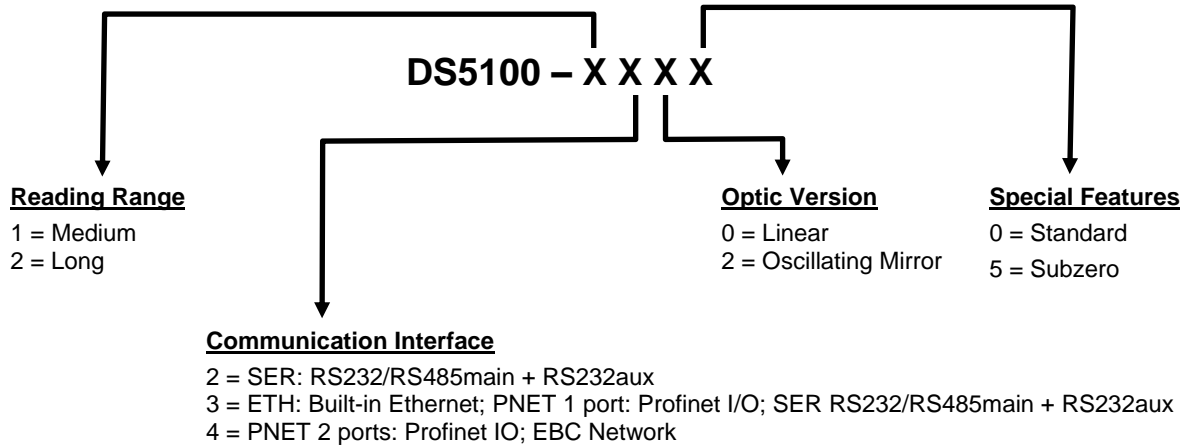 DS5100 – X X X X
Reading Range
1 = Medium
2 = Long
Optic Version
0 = Linear
2 = Oscillating Mirror
Special Features
0 = Standard
5 = Subzero
Communication Interface
2 = SER: RS232/RS485main + RS232aux
3 = ETH: Built-in Ethernet; PNET 1 port: Profinet I/O; SER RS232/RS485main + RS232aux
4 = PNET 2 ports: Profinet IO; EBC Network